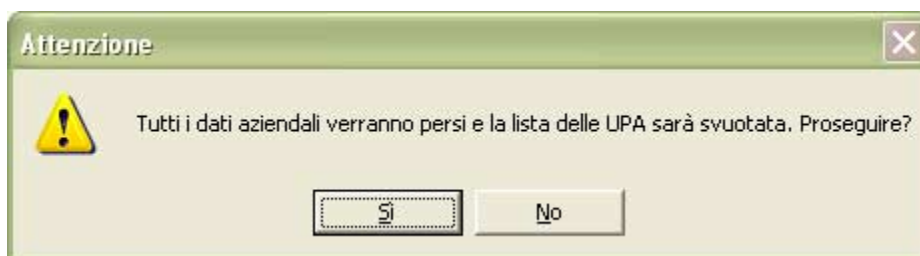 Attenzione
Tutti i dati aziendali verranno persi e la lista delle UPA sarà svuotata. Proseguire?
Sì
No